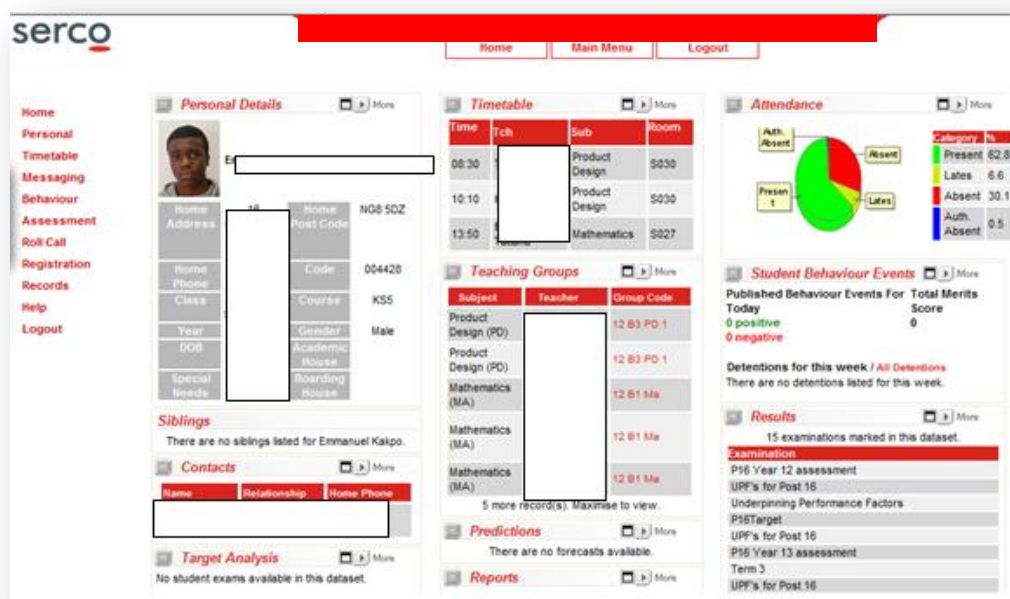 serco
Home Main Menu Logout
Home
Personal
Timetable
Messaging
Behaviour
Assessment
Roll Call
Registration
Records
Help
Logout
Personal Details More
Home Address Home Post Code NG8 5DZ
Home Phone Code 004428
Class Course KS5
Year Gender Male
DOB Academic House
Special Needs Boarding House
Siblings
There are no siblings listed for Emmanuel Kakpo.
Contacts More
Name Relationship Home Phone
Target Analysis More
No student exams available in this dataset.
Timetable More
Time Tch Sub Room
08:30 Product Design S030
10:10 Product Design S030
13:50 Mathematics S027
Teaching Groups More
Subject Teacher Group Code
Product Design (PD) 12 B3 PD 1
Product Design (PD) 12 B3 PD 1
Mathematics (MA) 12 B1 Ma
Mathematics (MA) 12 B1 Ma
Mathematics (MA) 12 B1 Ma
5 more record(s). Maximise to view.
Predictions More
There are no forecasts available.
Reports More
Attendance More
Auth. Absent
Absent
Present
Lates
Category %
Present 62.8
Lates 6.6
Absent 30.1
Auth. Absent 0.5
Student Behaviour Events More
Published Behaviour Events For Today Total Merits Score
0 positive 0
0 negative
Detentions for this week / All Detentions
There are no detentions listed for this week.
Results More
15 examinations marked in this dataset.
Examination
P16 Year 12 assessment
UPF's for Post 16
Underpinning Performance Factors
P16Target
UPF's for Post 16
P16 Year 13 assessment
Term 3
UPF's for Post 16